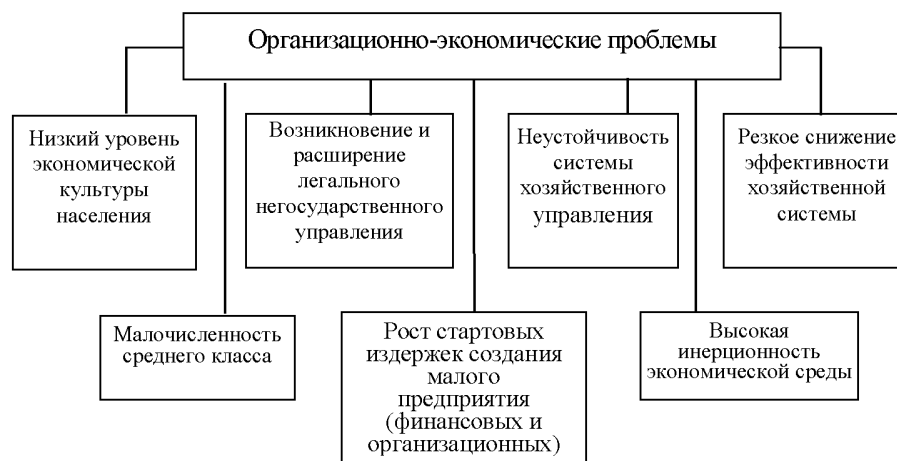 Организационно-экономические проблемы
Низкий уровень
экономической
культуры
населения
Возникновение и
расширение
легального
негосударственного
управления
Неустойчивость
системы
хозяйственного
управления
Резкое снижение
эффективности
хозяйственной
системы
Малочисленность
среднего класса
Рост стартовых
издержек создания
малого
предприятия
(финансовых и
организационных)
Высокая
инерционность
экономической среды